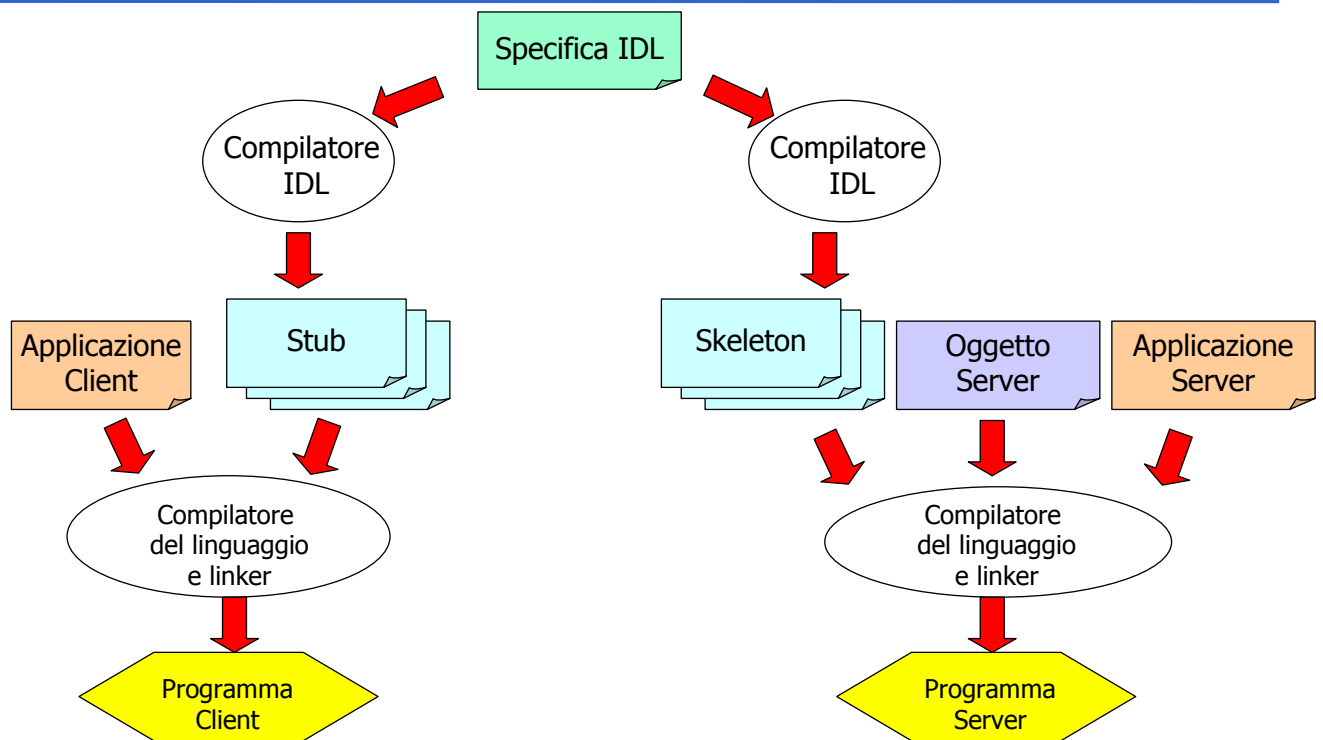 Specifica IDL
Compilatore
IDL
Compilatore
IDL
Applicazione
Client
Stub
Skeleton
Oggetto
Server
Applicazione
Server
Compilatore
del linguaggio
e linker
Compilatore
del linguaggio
e linker
Programma
Client
Programma
Server